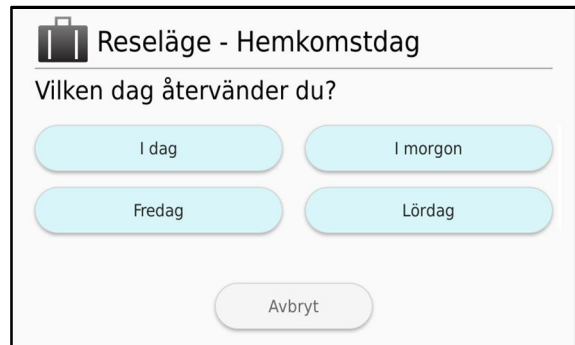 Reseläge - Hemkomstdag
Vilken dag återvänder du?
I dag
I morgon
Fredag
Lördag
Avbryt